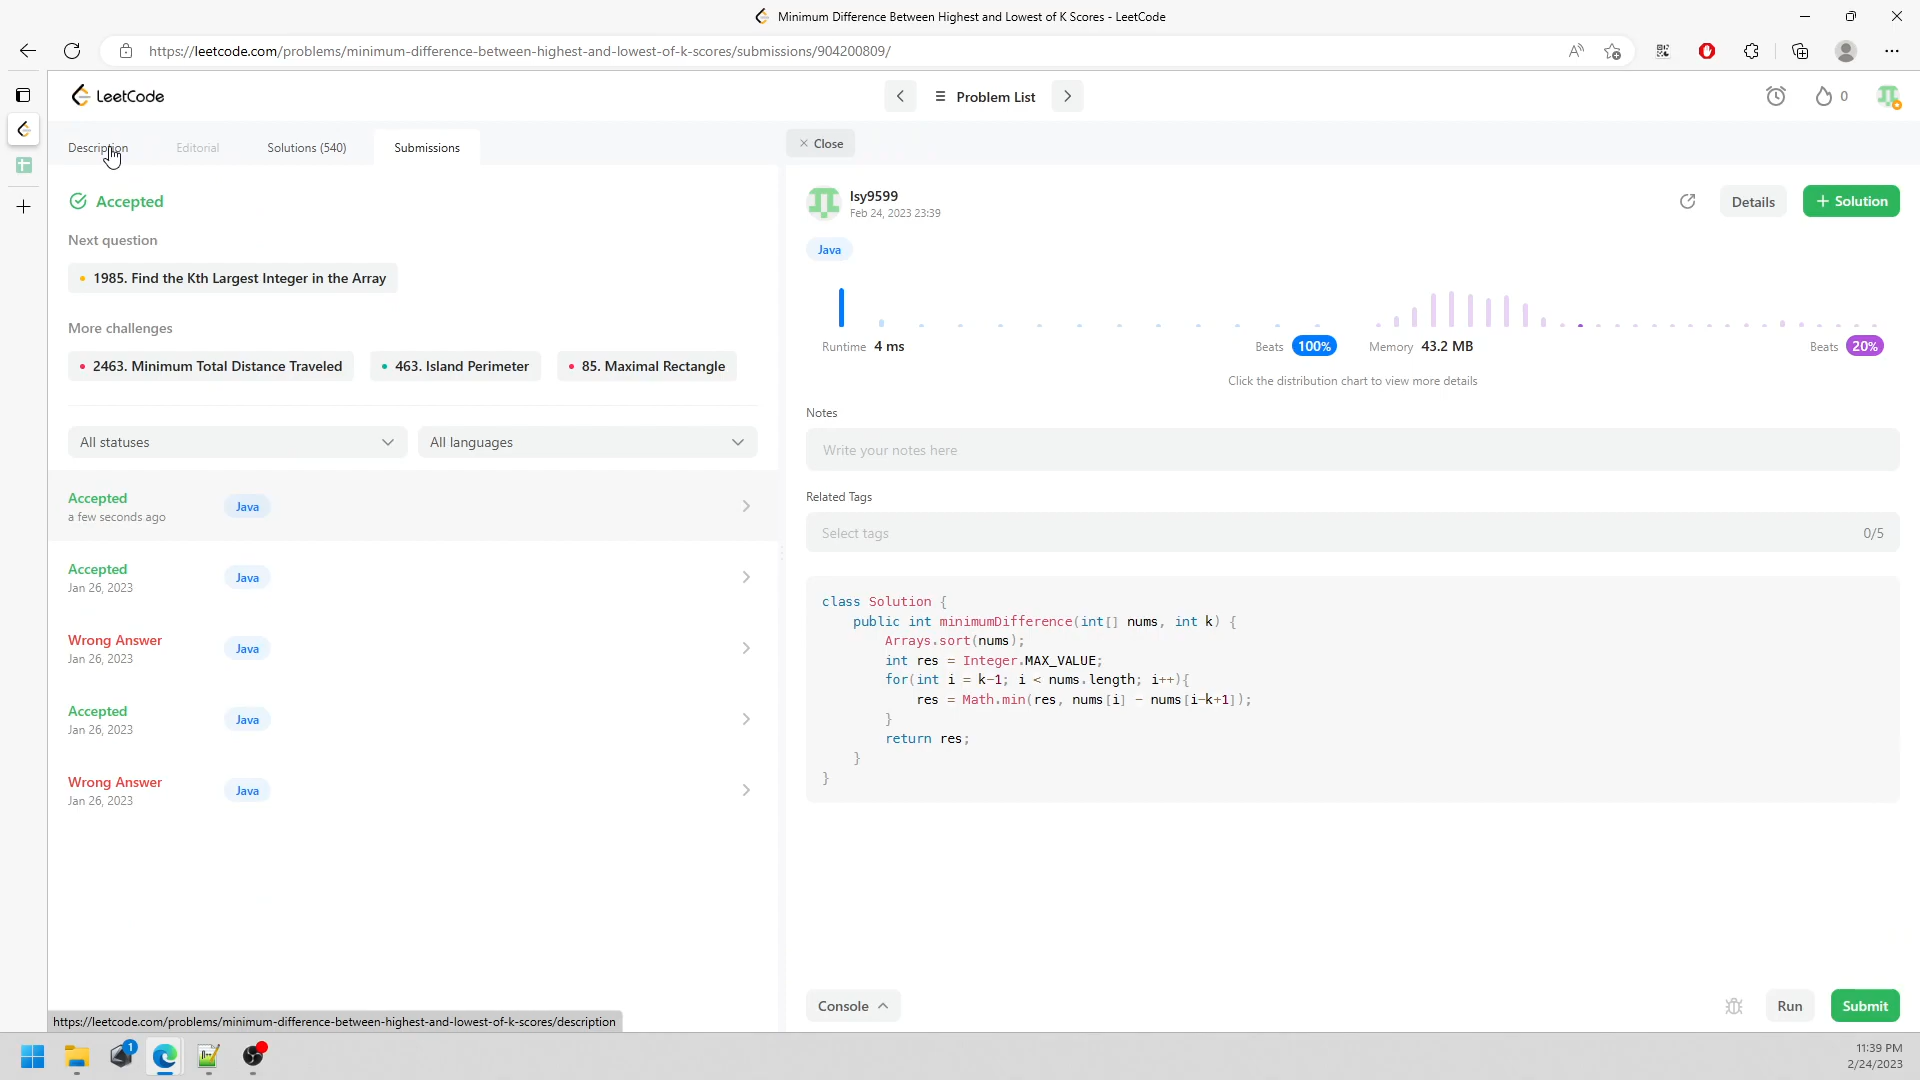 Minimum Difference Between Highest and Lowest of K Scores - LeetCode
https://leetcode.com/problems/minimum-difference-between-highest-and-lowest-of-k-scores/submissions/904200809/
LeetCode
Problem List
0
Description
Editorial
Solutions (540)
Submissions
Close
Accepted
Next question
1985. Find the Kth Largest Integer in the Array
More challenges
2463. Minimum Total Distance Traveled
463. Island Perimeter
85. Maximal Rectangle
All statuses
All languages
Accepted
a few seconds ago
Java
Accepted
Jan 26, 2023
Java
Wrong Answer
Jan 26, 2023
Java
Accepted
Jan 26, 2023
Java
Wrong Answer
Jan 26, 2023
Java
lsy9599
Feb 24, 2023 23:39
Details
+ Solution
Java
Runtime 4 ms
Beats 100%
Memory 43.2 MB
Beats 20%
Click the distribution chart to view more details
Notes
Write your notes here
Related Tags
Select tags
0/5
class Solution {
public int minimumDifference(int[] nums, int k) {
Arrays.sort(nums);
int res = Integer.MAX_VALUE;
for(int i = k-1; i < nums.length; i++){
res = Math.min(res, nums[i] - nums[i-k+1]);
}
return res;
}
}
Console
Run
Submit
https://leetcode.com/problems/minimum-difference-between-highest-and-lowest-of-k-scores/description
1
11:39 PM
2/24/2023